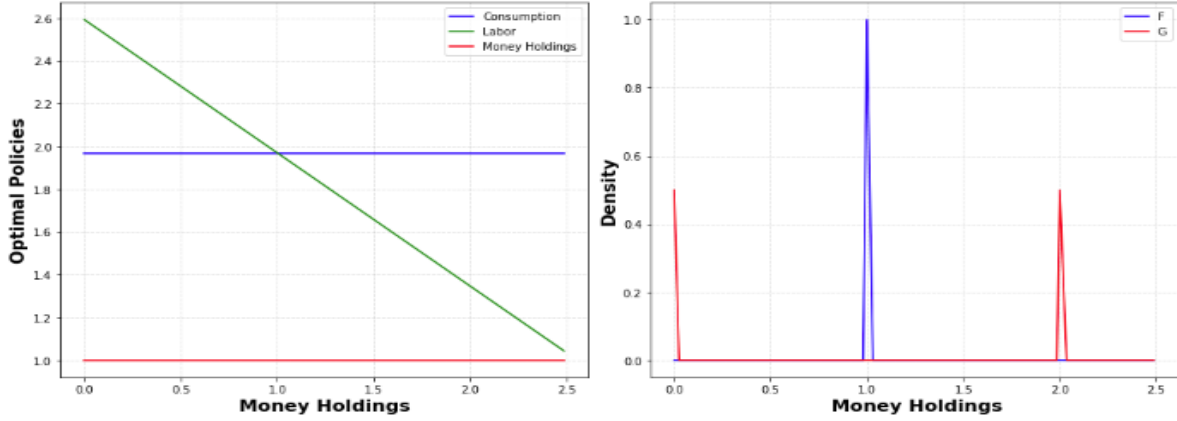 2.6
2.4
2.2
2.0
1.8
1.6
1.4
1.2
1.0
Optimal Policies
Consumption
Labor
Money Holdings
0.0 0.5 1.0 1.5 2.0 2.5
Money Holdings
1.0
0.8
0.6
0.4
0.2
0.0
Density
F
G
0.0 0.5 1.0 1.5 2.0 2.5
Money Holdings